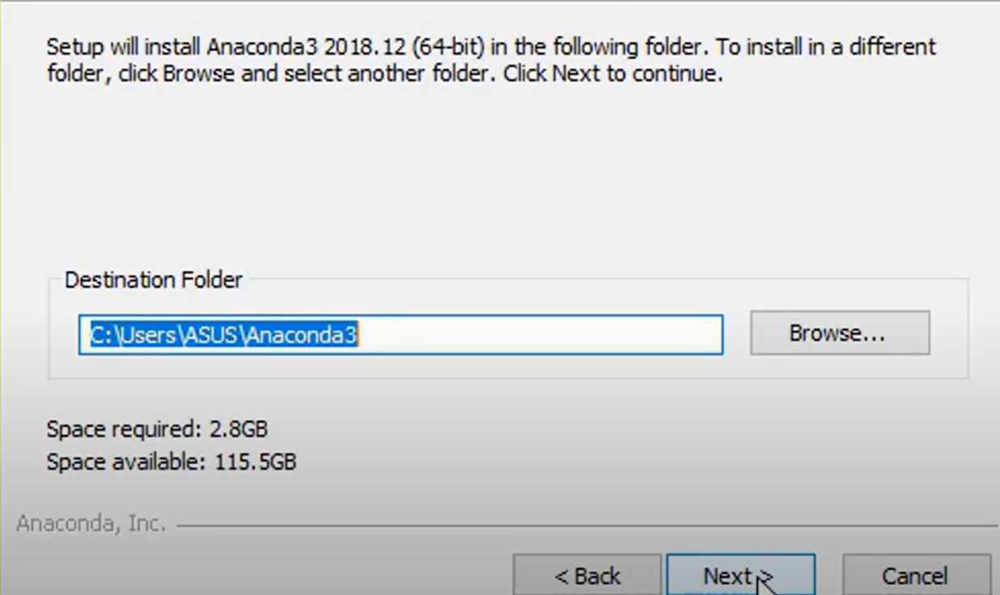 Setup will install Anaconda3 2018.12 (64-bit) in the following folder. To install in a different
folder, click Browse and select another folder. Click Next to continue.
Destination Folder
C:\Users\ASUS\Anaconda3
Browse...
Space required: 2.8GB
Space available: 115.5GB
Anaconda, Inc.
< Back
Next >
Cancel